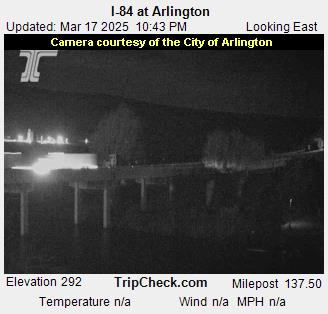 I-84 at Arlington
Updated: Mar 17 2025 10:43 PM Looking East
Camera courtesy of the City of Arlington
Elevation 292 TripCheck.com Milepost 137.50
Temperature n/a Wind n/a MPH n/a